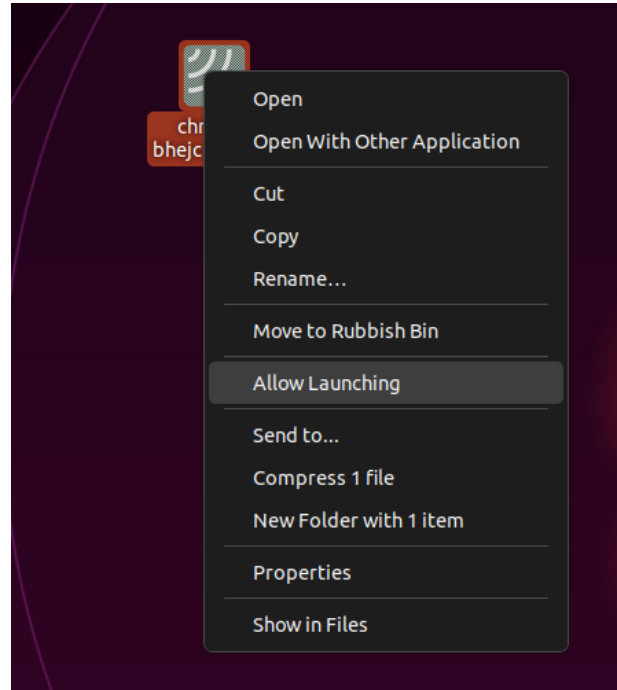 chr
bhejc
Open
Open With Other Application
Cut
Copy
Rename...
Move to Rubbish Bin
Allow Launching
Send to...
Compress 1 file
New Folder with 1 item
Properties
Show in Files